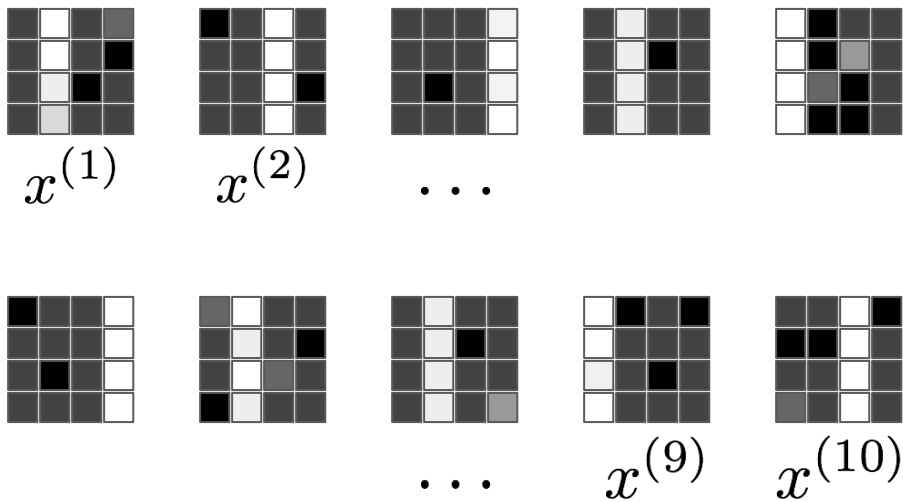 x^{(1)} x^{(2)} ...
... x^{(9)} x^{(10)}